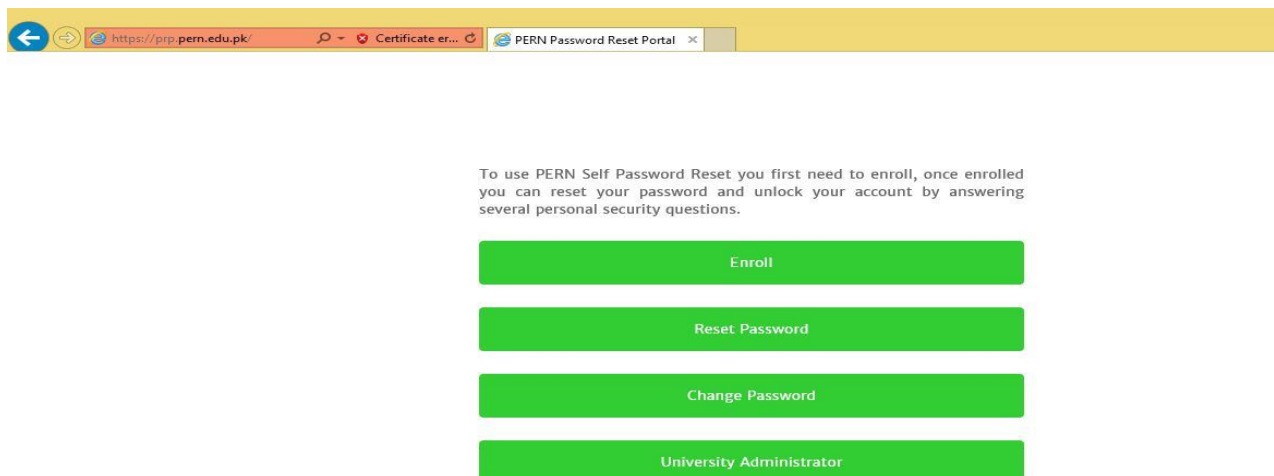 https://prp.pern.edu.pk/
Certificate er...
PERN Password Reset Portal
To use PERN Self Password Reset you first need to enroll, once enrolled
you can reset your password and unlock your account by answering
several personal security questions.
Enroll
Reset Password
Change Password
University Administrator